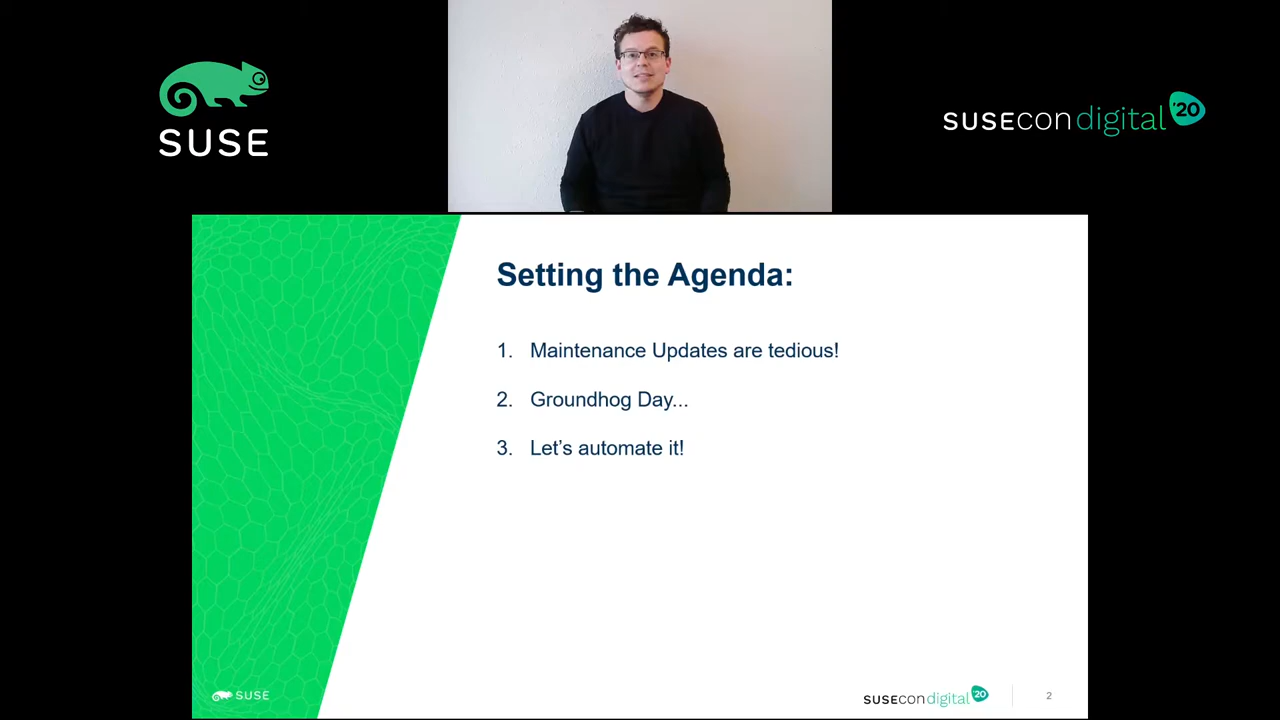 SUSE
SUSEcon digital '20
Setting the Agenda:
1. Maintenance Updates are tedious!
2. Groundhog Day...
3. Let's automate it!
SUSE
SUSEcon digital '20
2